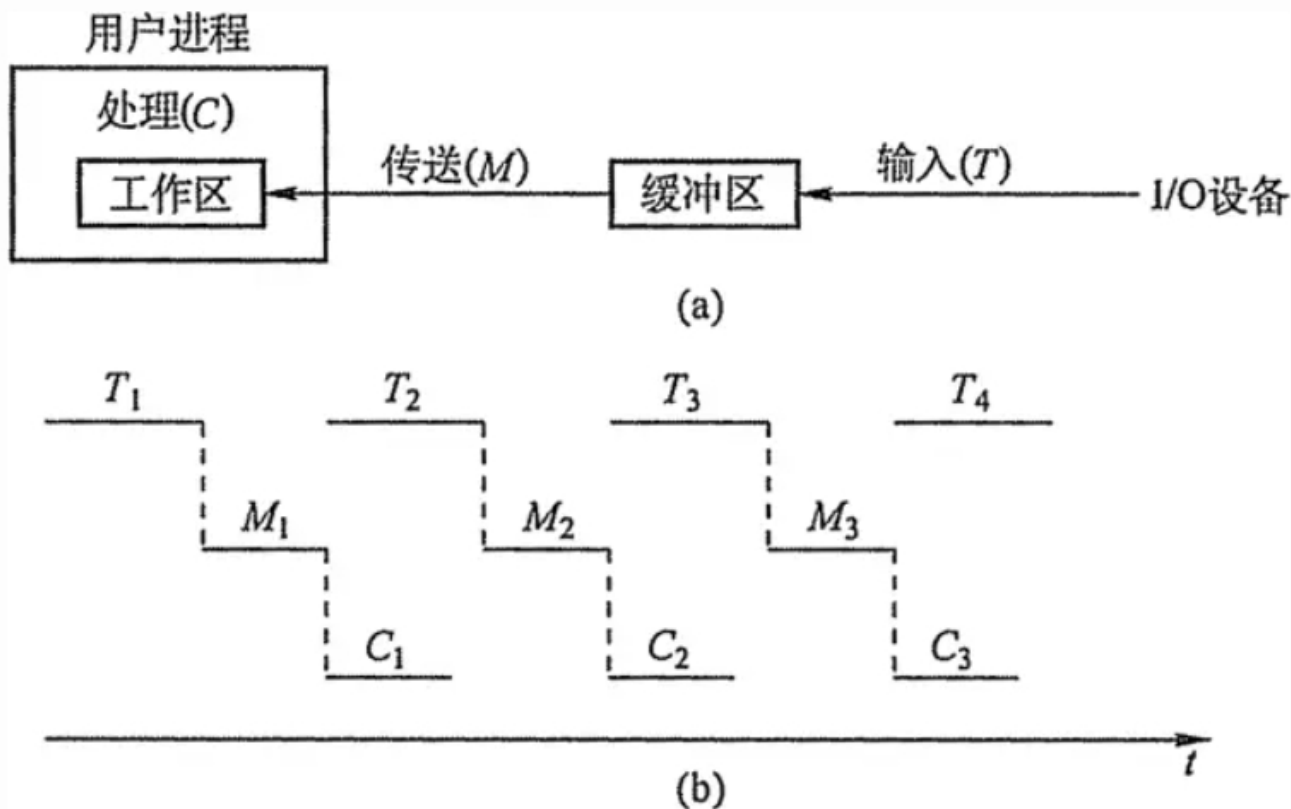 用户进程
处理(C)
工作区
传送(M)
缓冲区
输入(T)
I/O设备
(a)
T₁ T₂ T₃ T₄
M₁ M₂ M₃
C₁ C₂ C₃
t
(b)